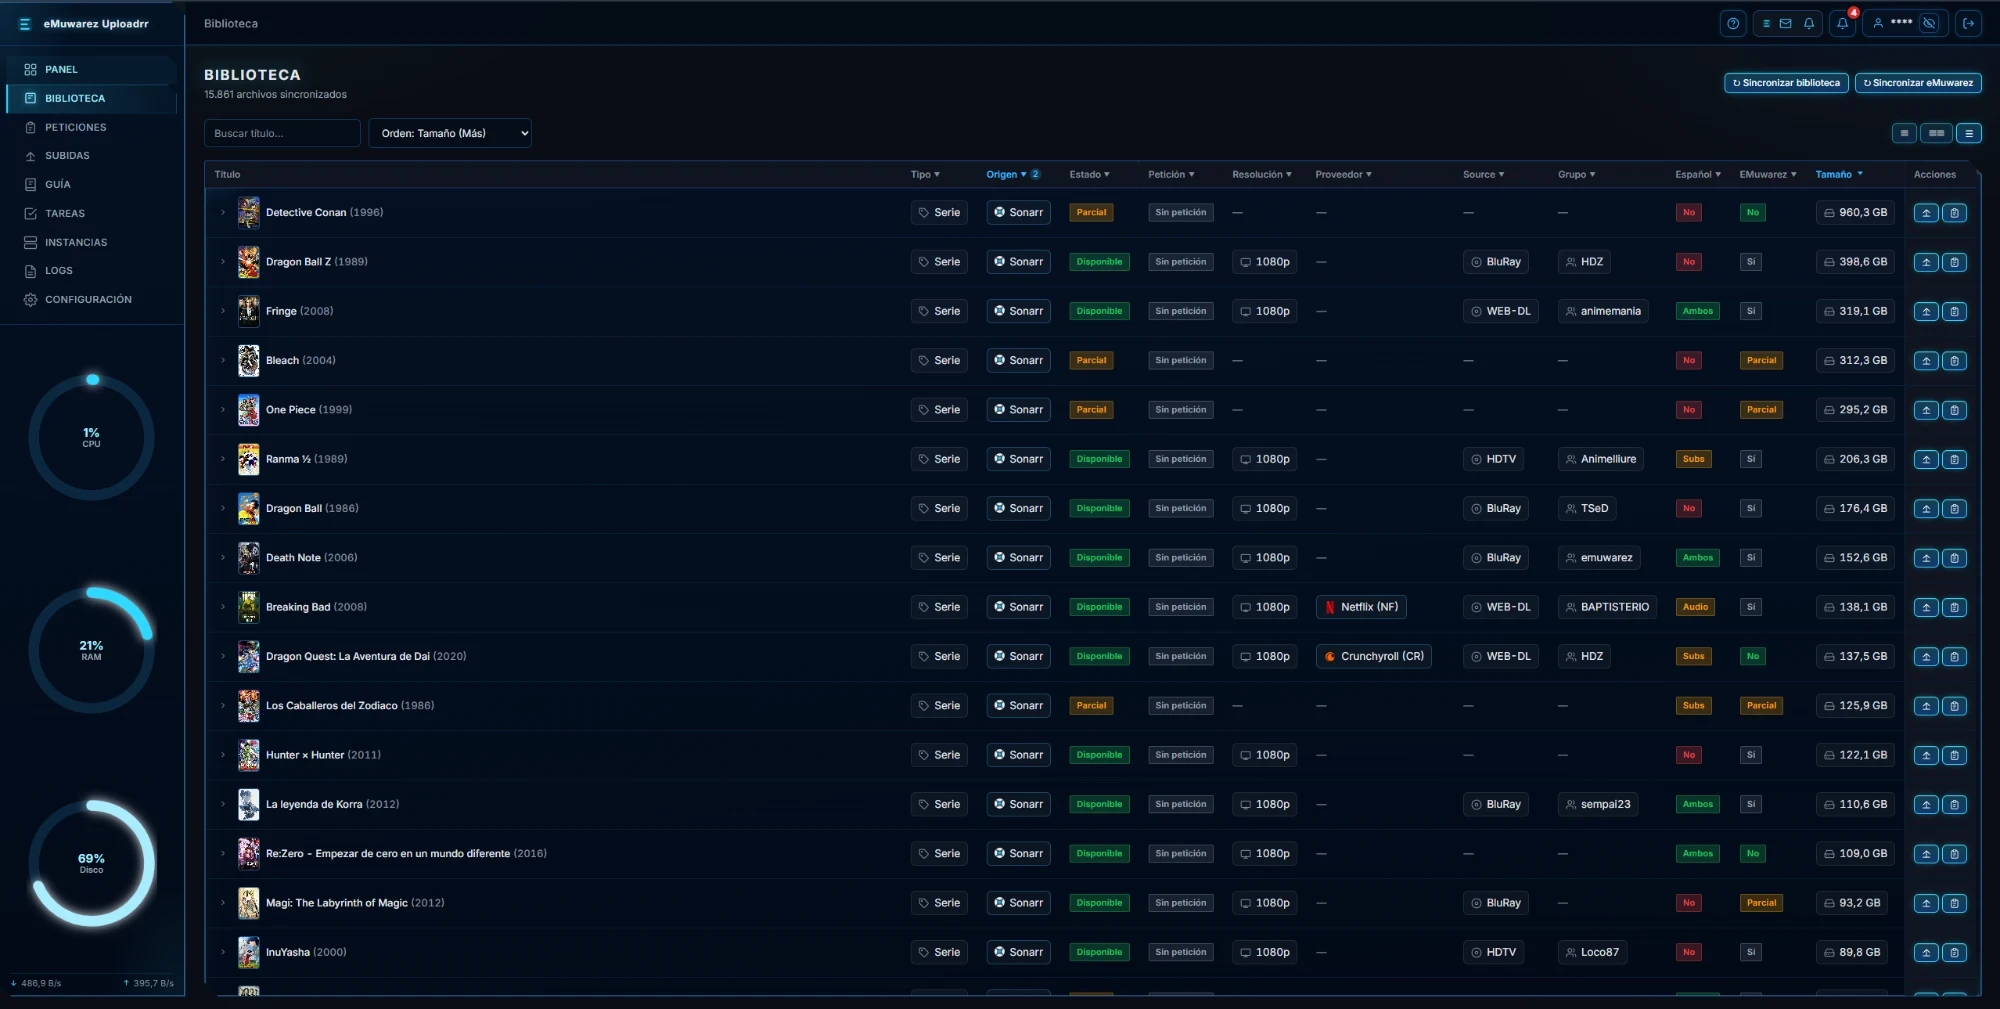 eMuwarez Uploadrr
Biblioteca
4
****
PANEL
BIBLIOTECA
PETICIONES
SUBIDAS
GUÍA
TAREAS
INSTANCIAS
LOGS
CONFIGURACIÓN
1%
CPU
21%
RAM
69%
Disco
↓ 486,9 B/s ↑ 395,7 B/s
BIBLIOTECA
15.861 archivos sincronizados
↻ Sincronizar biblioteca ↻ Sincronizar eMuwarez
Buscar título... Orden: Tamaño (Más)
Título Tipo ▼ Origen ▼ 2 Estado ▼ Petición ▼ Resolución ▼ Proveedor ▼ Source ▼ Grupo ▼ Español ▼ EMuwarez ▼ Tamaño ▼ Acciones
Detective Conan (1996) Serie Sonarr Parcial Sin petición — — — — No No 960,3 GB
Dragon Ball Z (1989) Serie Sonarr Disponible Sin petición 1080p — BluRay HDZ No Sí 398,6 GB
Fringe (2008) Serie Sonarr Disponible Sin petición 1080p — WEB-DL animemania Ambos Sí 319,1 GB
Bleach (2004) Serie Sonarr Parcial Sin petición — — — — No Parcial 312,3 GB
One Piece (1999) Serie Sonarr Parcial Sin petición — — — — No Parcial 295,2 GB
Ranma ½ (1989) Serie Sonarr Disponible Sin petición 1080p — HDTV Animelliure Subs Sí 206,3 GB
Dragon Ball (1986) Serie Sonarr Disponible Sin petición 1080p — BluRay TSeD No Sí 176,4 GB
Death Note (2006) Serie Sonarr Disponible Sin petición 1080p — BluRay emuwarez Ambos Sí 152,6 GB
Breaking Bad (2008) Serie Sonarr Disponible Sin petición 1080p Netflix (NF) WEB-DL BAPTISTERIO Audio Sí 138,1 GB
Dragon Quest: La Aventura de Dai (2020) Serie Sonarr Disponible Sin petición 1080p Crunchyroll (CR) WEB-DL HDZ Subs No 137,5 GB
Los Caballeros del Zodiaco (1986) Serie Sonarr Parcial Sin petición — — — — Subs Parcial 125,9 GB
Hunter × Hunter (2011) Serie Sonarr Disponible Sin petición 1080p — — — No Sí 122,1 GB
La leyenda de Korra (2012) Serie Sonarr Disponible Sin petición 1080p — BluRay sempai23 Ambos Sí 110,6 GB
Re:Zero - Empezar de cero en un mundo diferente (2016) Serie Sonarr Disponible Sin petición 1080p — — — Ambos No 109,0 GB
Magi: The Labyrinth of Magic (2012) Serie Sonarr Disponible Sin petición 1080p — BluRay — No Parcial 93,2 GB
InuYasha (2000) Serie Sonarr Disponible Sin petición 1080p — HDTV Loco87 No Sí 89,8 GB